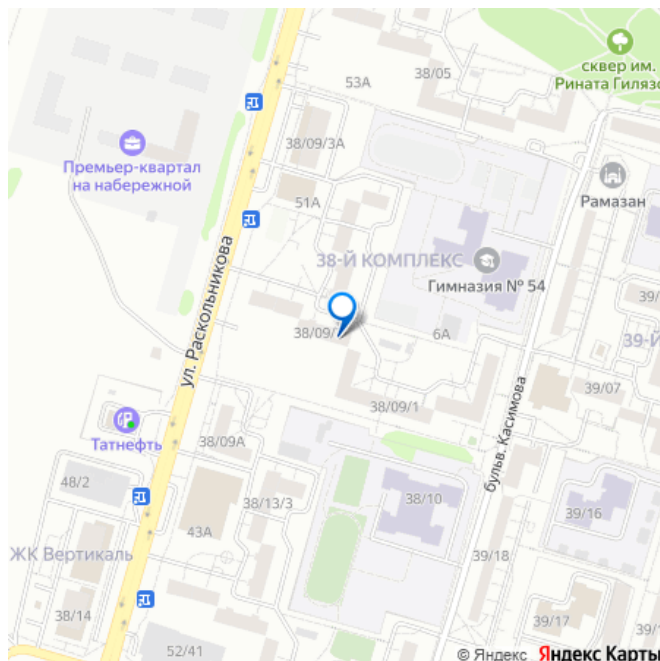 сквер им.
Рината Гилязо
53А
38/05
38/09/3А
Премьер-квартал
на набережной
Рамазан
51А
38-Й КОМПЛЕКС
Гимназия № 54
39/
ул. Раскольникова
38/09/
6А
39-Й
39/07
38/09/1
бульв. Касимова
Татнефть
38/09А
48/2
38/13/3
38/10
39/16
43А
ЖК Вертикаль
39/18
38/14
39/17
52/41
39/1
© Яндекс Яндекс Карты